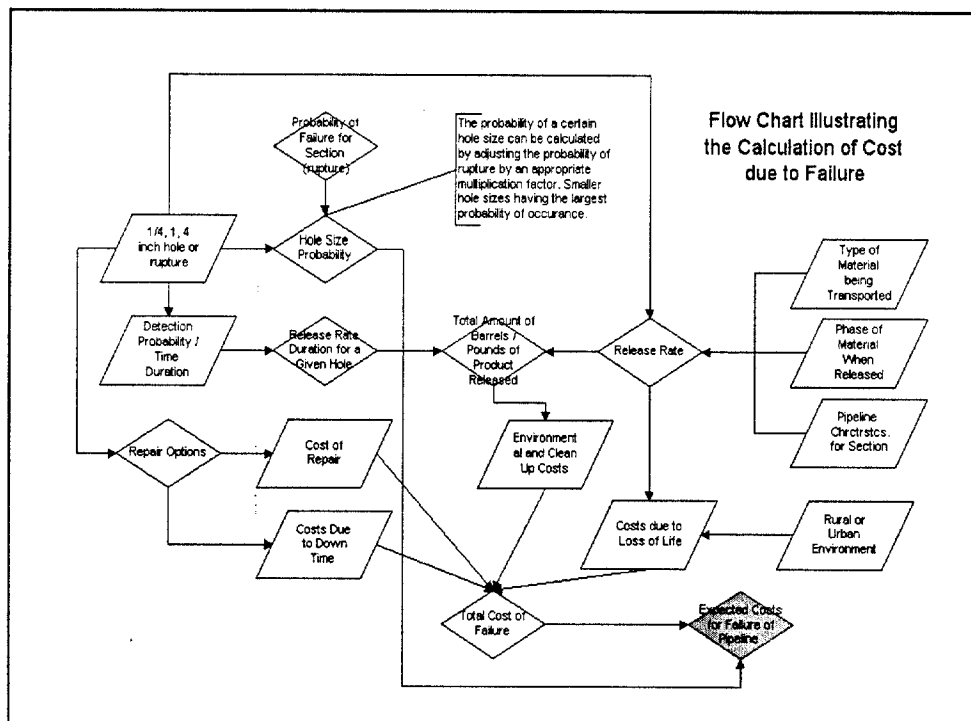 Flow Chart Illustrating
the Calculation of Cost
due to Failure
Probability of
Failure for
Section
(rupture)
The probability of a certain
hole size can be calculated
by adjusting the probability of
rupture by an appropriate
multiplication factor. Smaller
hole sizes having the largest
probability of occurance.
1/4, 1, 4
inch hole or
rupture
Hole Size
Probability
Type of
Material
being
Transported
Detection
Probability /
Time
Duration
Release Rate
Duration for a
Given Hole
Total Amount of
Barrels /
Pounds of
Product
Released
Release Rate
Phase of
Material
When
Released
Pipeline
Chrctrstcs.
for Section
Repair Options
Cost of
Repair
Environment
al and Clean
Up Costs
Costs Due
to Down
Time
Costs due to
Loss of Life
Rural or
Urban
Environment
Total Cost of
Failure
Expected Costs
for Failure of
Pipeline